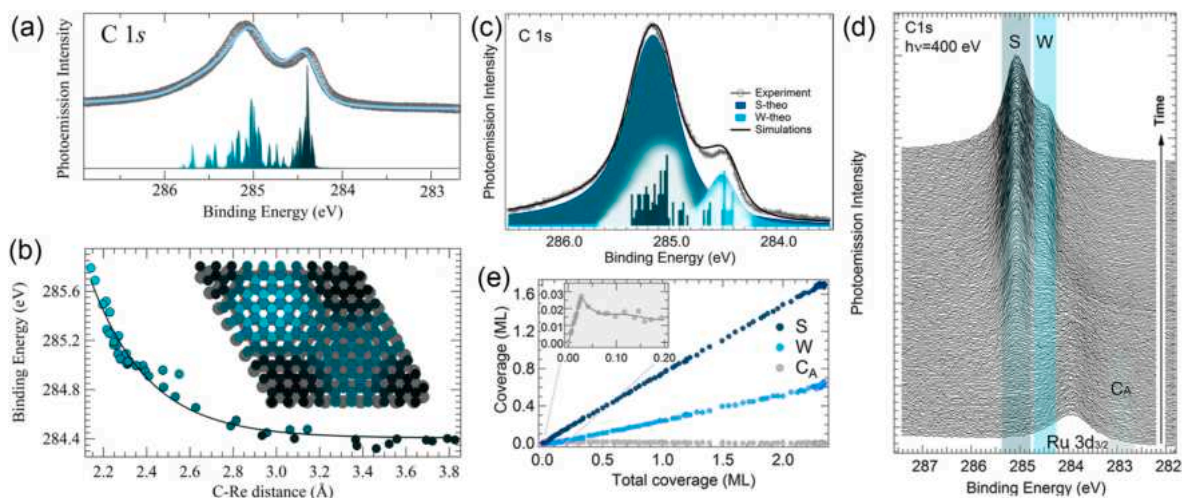 (a)
C 1s
Photoemission Intensity
286 285 284 283
Binding Energy (eV)
(b)
Binding Energy (eV)
285.6
285.2
284.8
284.4
2.2 2.4 2.6 2.8 3.0 3.2 3.4 3.6 3.8
C-Re distance (Å)
(c)
C 1s
Photoemission Intensity
Experiment
S-theo
W-theo
Simulations
286.0 285.0 284.0
Binding Energy (eV)
(e)
Coverage (ML)
1.6
1.2
0.8
0.4
0.0
0.03
0.02
0.01
0.00
0.00 0.10 0.20
S
W
CA
0.0 0.5 1.0 1.5 2.0
Total coverage (ML)
(d)
C1s
hν=400 eV
S W
Time
Photoemission Intensity
CA
Ru 3d3/2
287 286 285 284 283 282
Binding Energy (eV)